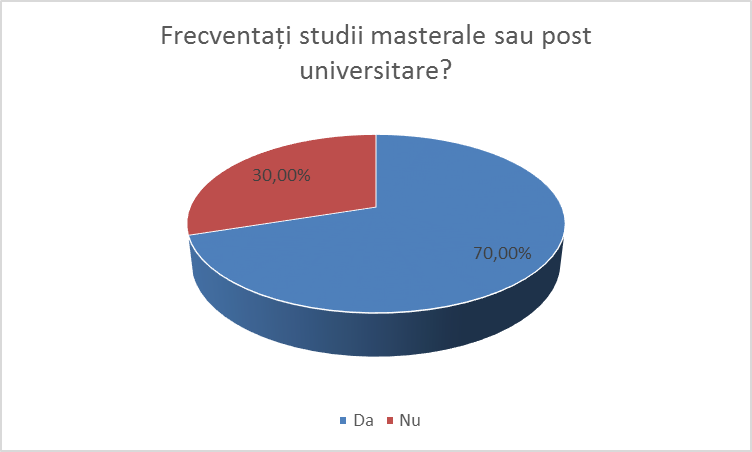 Frecventați studii masterale sau post
universitare?
30,00%
70,00%
Da Nu